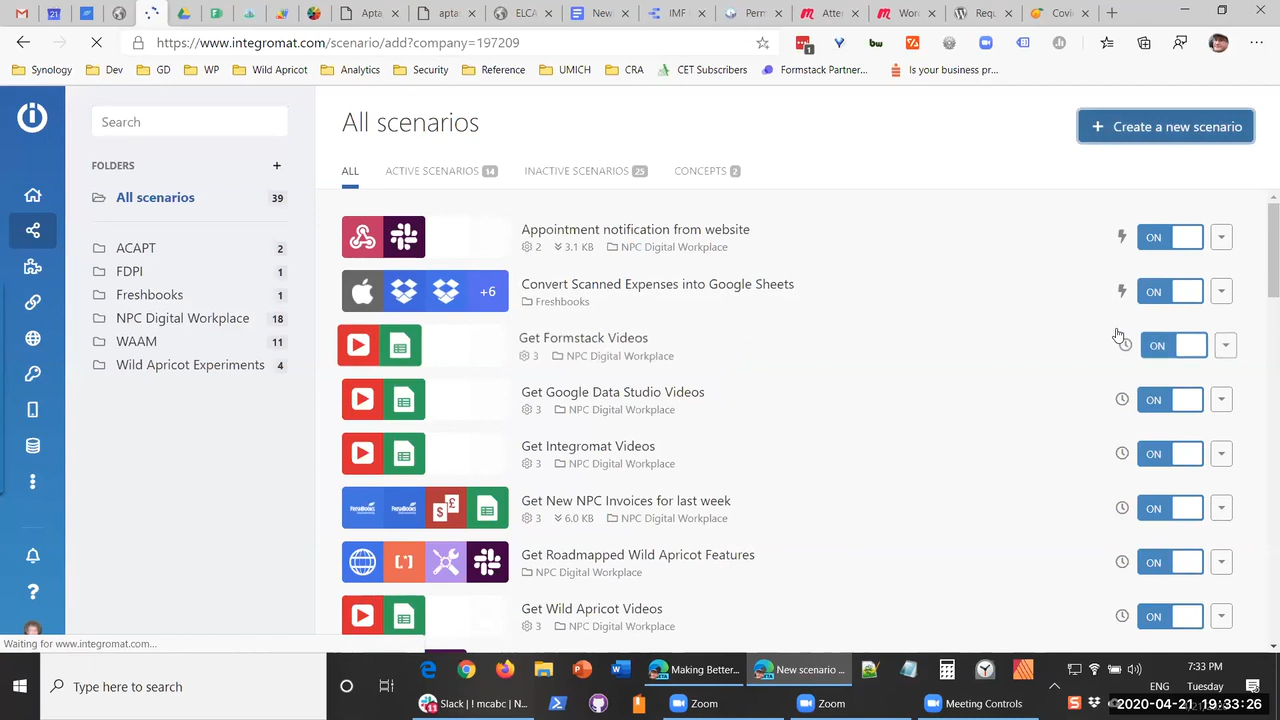 Apta
apta
ELCA
New
IMF
Perm
Atter
Wor
Requ
Covi
https://www.integromat.com/scenario/add?company=197209
Synology
Dev
GD
WP
Wild Apricot
Analytics
Security
Reference
UMICH
CRA
CET Subscribers
Formstack Partner...
Is your business pr...
Search
All scenarios
+ Create a new scenario
FOLDERS +
ALL
ACTIVE SCENARIOS 14
INACTIVE SCENARIOS 25
CONCEPTS 2
All scenarios 39
ACAPT 2
FDPI 1
Freshbooks 1
NPC Digital Workplace 18
WAAM 11
Wild Apricot Experiments 4
Appointment notification from website
2 3.1 KB NPC Digital Workplace
ON
+6
Convert Scanned Expenses into Google Sheets
Freshbooks
ON
Get Formstack Videos
3 NPC Digital Workplace
ON
Get Google Data Studio Videos
3 NPC Digital Workplace
ON
Get Integromat Videos
3 NPC Digital Workplace
ON
FRESHBOOKS FRESHBOOKS
Get New NPC Invoices for last week
3 6.0 KB NPC Digital Workplace
ON
Get Roadmapped Wild Apricot Features
NPC Digital Workplace
ON
Get Wild Apricot Videos
3 NPC Digital Workplace
ON
Waiting for www.integromat.com...
Type here to search
Making Better...
New scenario ...
Slack | ! mcabc | N...
Zoom
Zoom
Meeting Controls
ENG
7:33 PM
Tuesday
2020-04-21 19:33:26